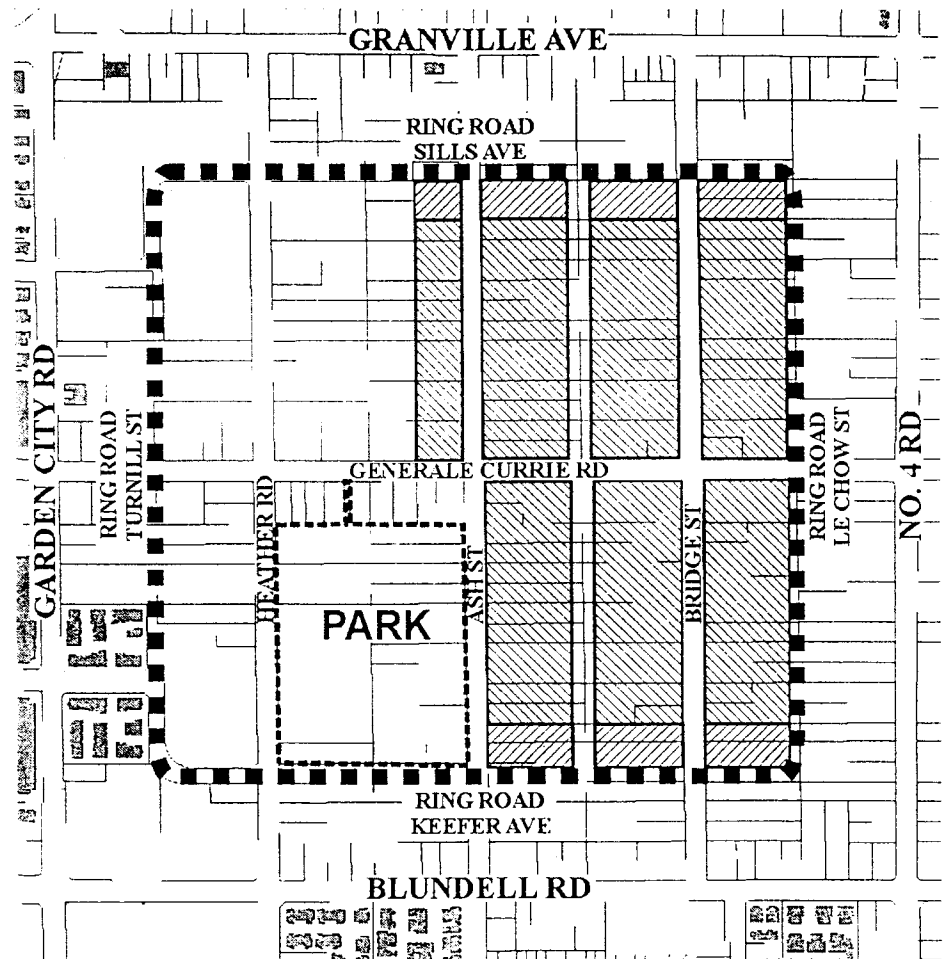 GRANVILLE AVE
RING ROAD
SILLS AVE
GARDEN CITY RD
RING ROAD
TURNILL ST
RING ROAD
LE CHOW ST
NO. 4 RD
GENERALE CURRIE RD
HEATHER RD
ASH ST
BRIDGE ST
PARK
RING ROAD
KEEFER AVE
BLUNDELL RD